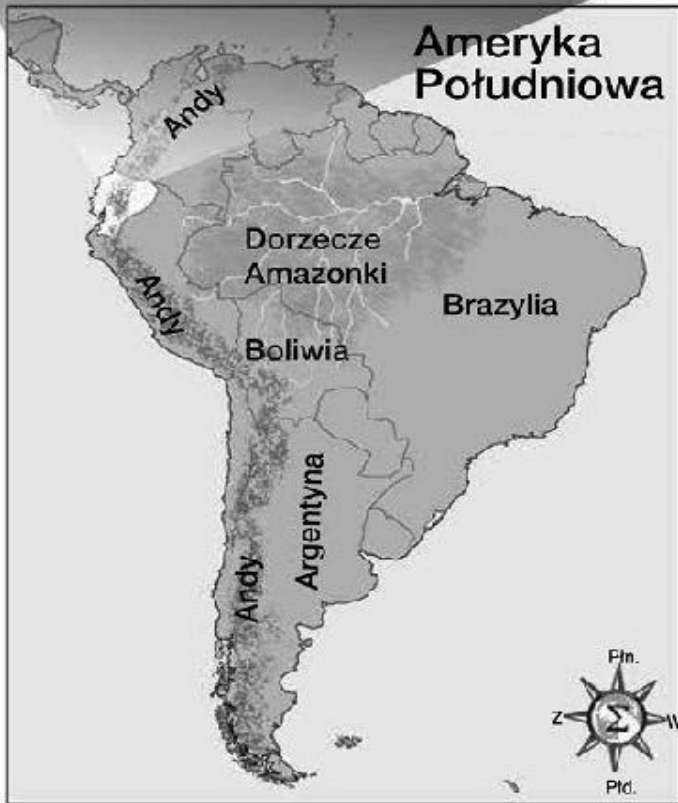 Ameryka
Południowa
Andy
Dorzecze
Amazonki
Andy
Brazylia
Boliwia
Argentyna
Andy
Płn.
Z
Σ
W
Płd.